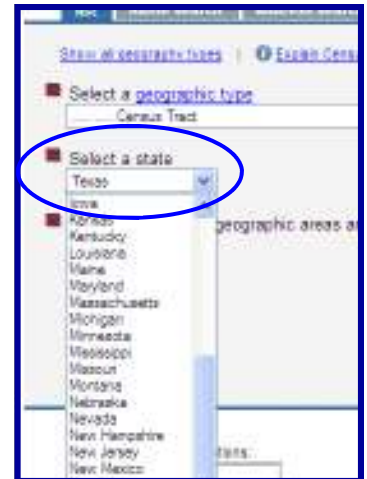 Show all geography types | Explain Census
Select a geographic type
........Census Tract
Select a state
Texas
Iowa
Kansas
geographic areas a
Kentucky
Louisiana
Maine
Maryland
Massachusetts
Michigan
Minnesota
Mississippi
Missouri
Montana
Nebraska
Nevada
New Hampshire
New Jersey
New Mexico